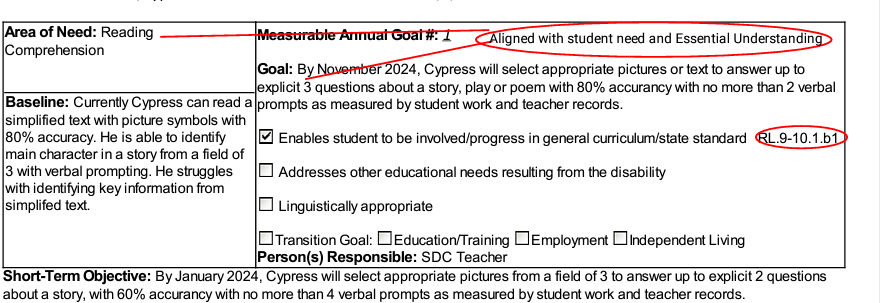 Area of Need: Reading
Comprehension
Measurable Annual Goal #: 1
Aligned with student need and Essential Understanding
Goal: By November 2024, Cypress will select appropriate pictures or text to answer up to
explicit 3 questions about a story, play or poem with 80% accurancy with no more than 2 verbal
prompts as measured by student work and teacher records.
Baseline: Currently Cypress can read a
simplified text with picture symbols with
80% accuracy. He is able to identify
main character in a story from a field of
3 with verbal prompting. He struggles
with identifying key information from
simplifed text.
Enables student to be involved/progress in general curriculum/state standard RL.9-10.1.b1
Addresses other educational needs resulting from the disability
Linguistically appropriate
Transition Goal: Education/Training Employment Independent Living
Person(s) Responsible: SDC Teacher
Short-Term Objective: By January 2024, Cypress will select appropriate pictures from a field of 3 to answer up to explicit 2 questions
about a story, with 60% accurancy with no more than 4 verbal prompts as measured by student work and teacher records.